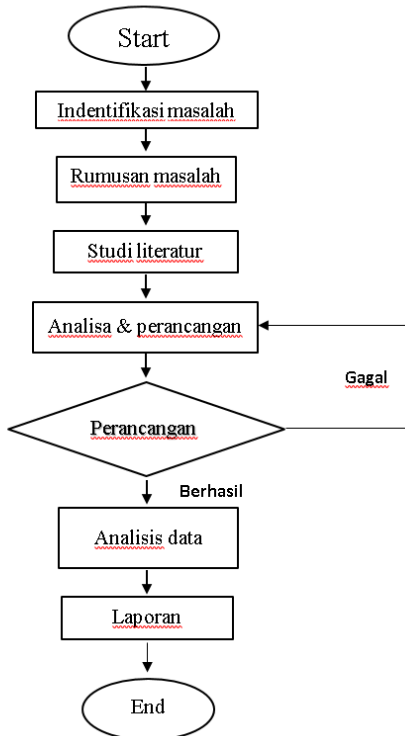 Start
Indentifikasi masalah
Rumusan masalah
Studi literatur
Analisa & perancangan
Gagal
Perancangan
Berhasil
Analisis data
Laporan
End